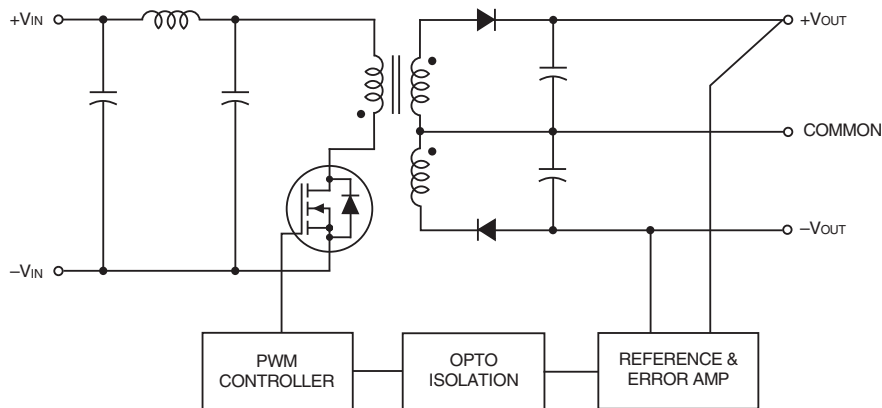 +VIN
+VOUT
COMMON
–VOUT
–VIN
PWM
CONTROLLER
OPTO
ISOLATION
REFERENCE &
ERROR AMP